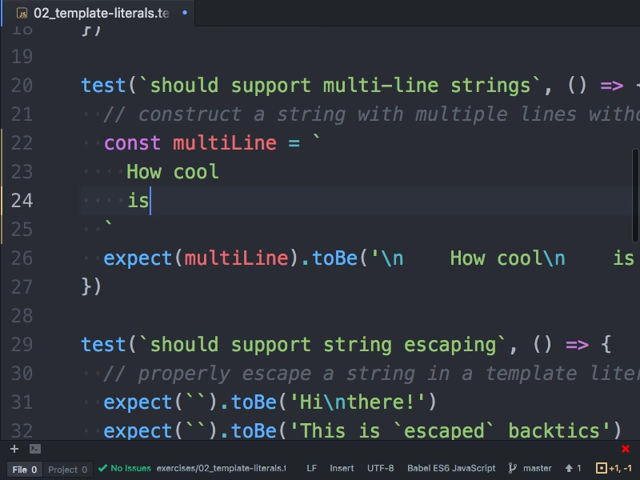 02_template-literals.te
18 })
19
20 test(`should support multi-line strings`, () => {
21 // construct a string with multiple lines witho
22 const multiLine = `
23 How cool
24 is
25 `
26 expect(multiLine).toBe('\n    How cool\n    is
27 })
28
29 test(`should support string escaping`, () => {
30 // properly escape a string in a template liter
31 expect(``).toBe('Hi\nthere!')
32 expect(``).toBe('This is `escaped` backtics')
File 0 Project 0 No Issues exercises/02_template-literals.t LF Insert UTF-8 Babel ES6 JavaScript master 1 +1, -1